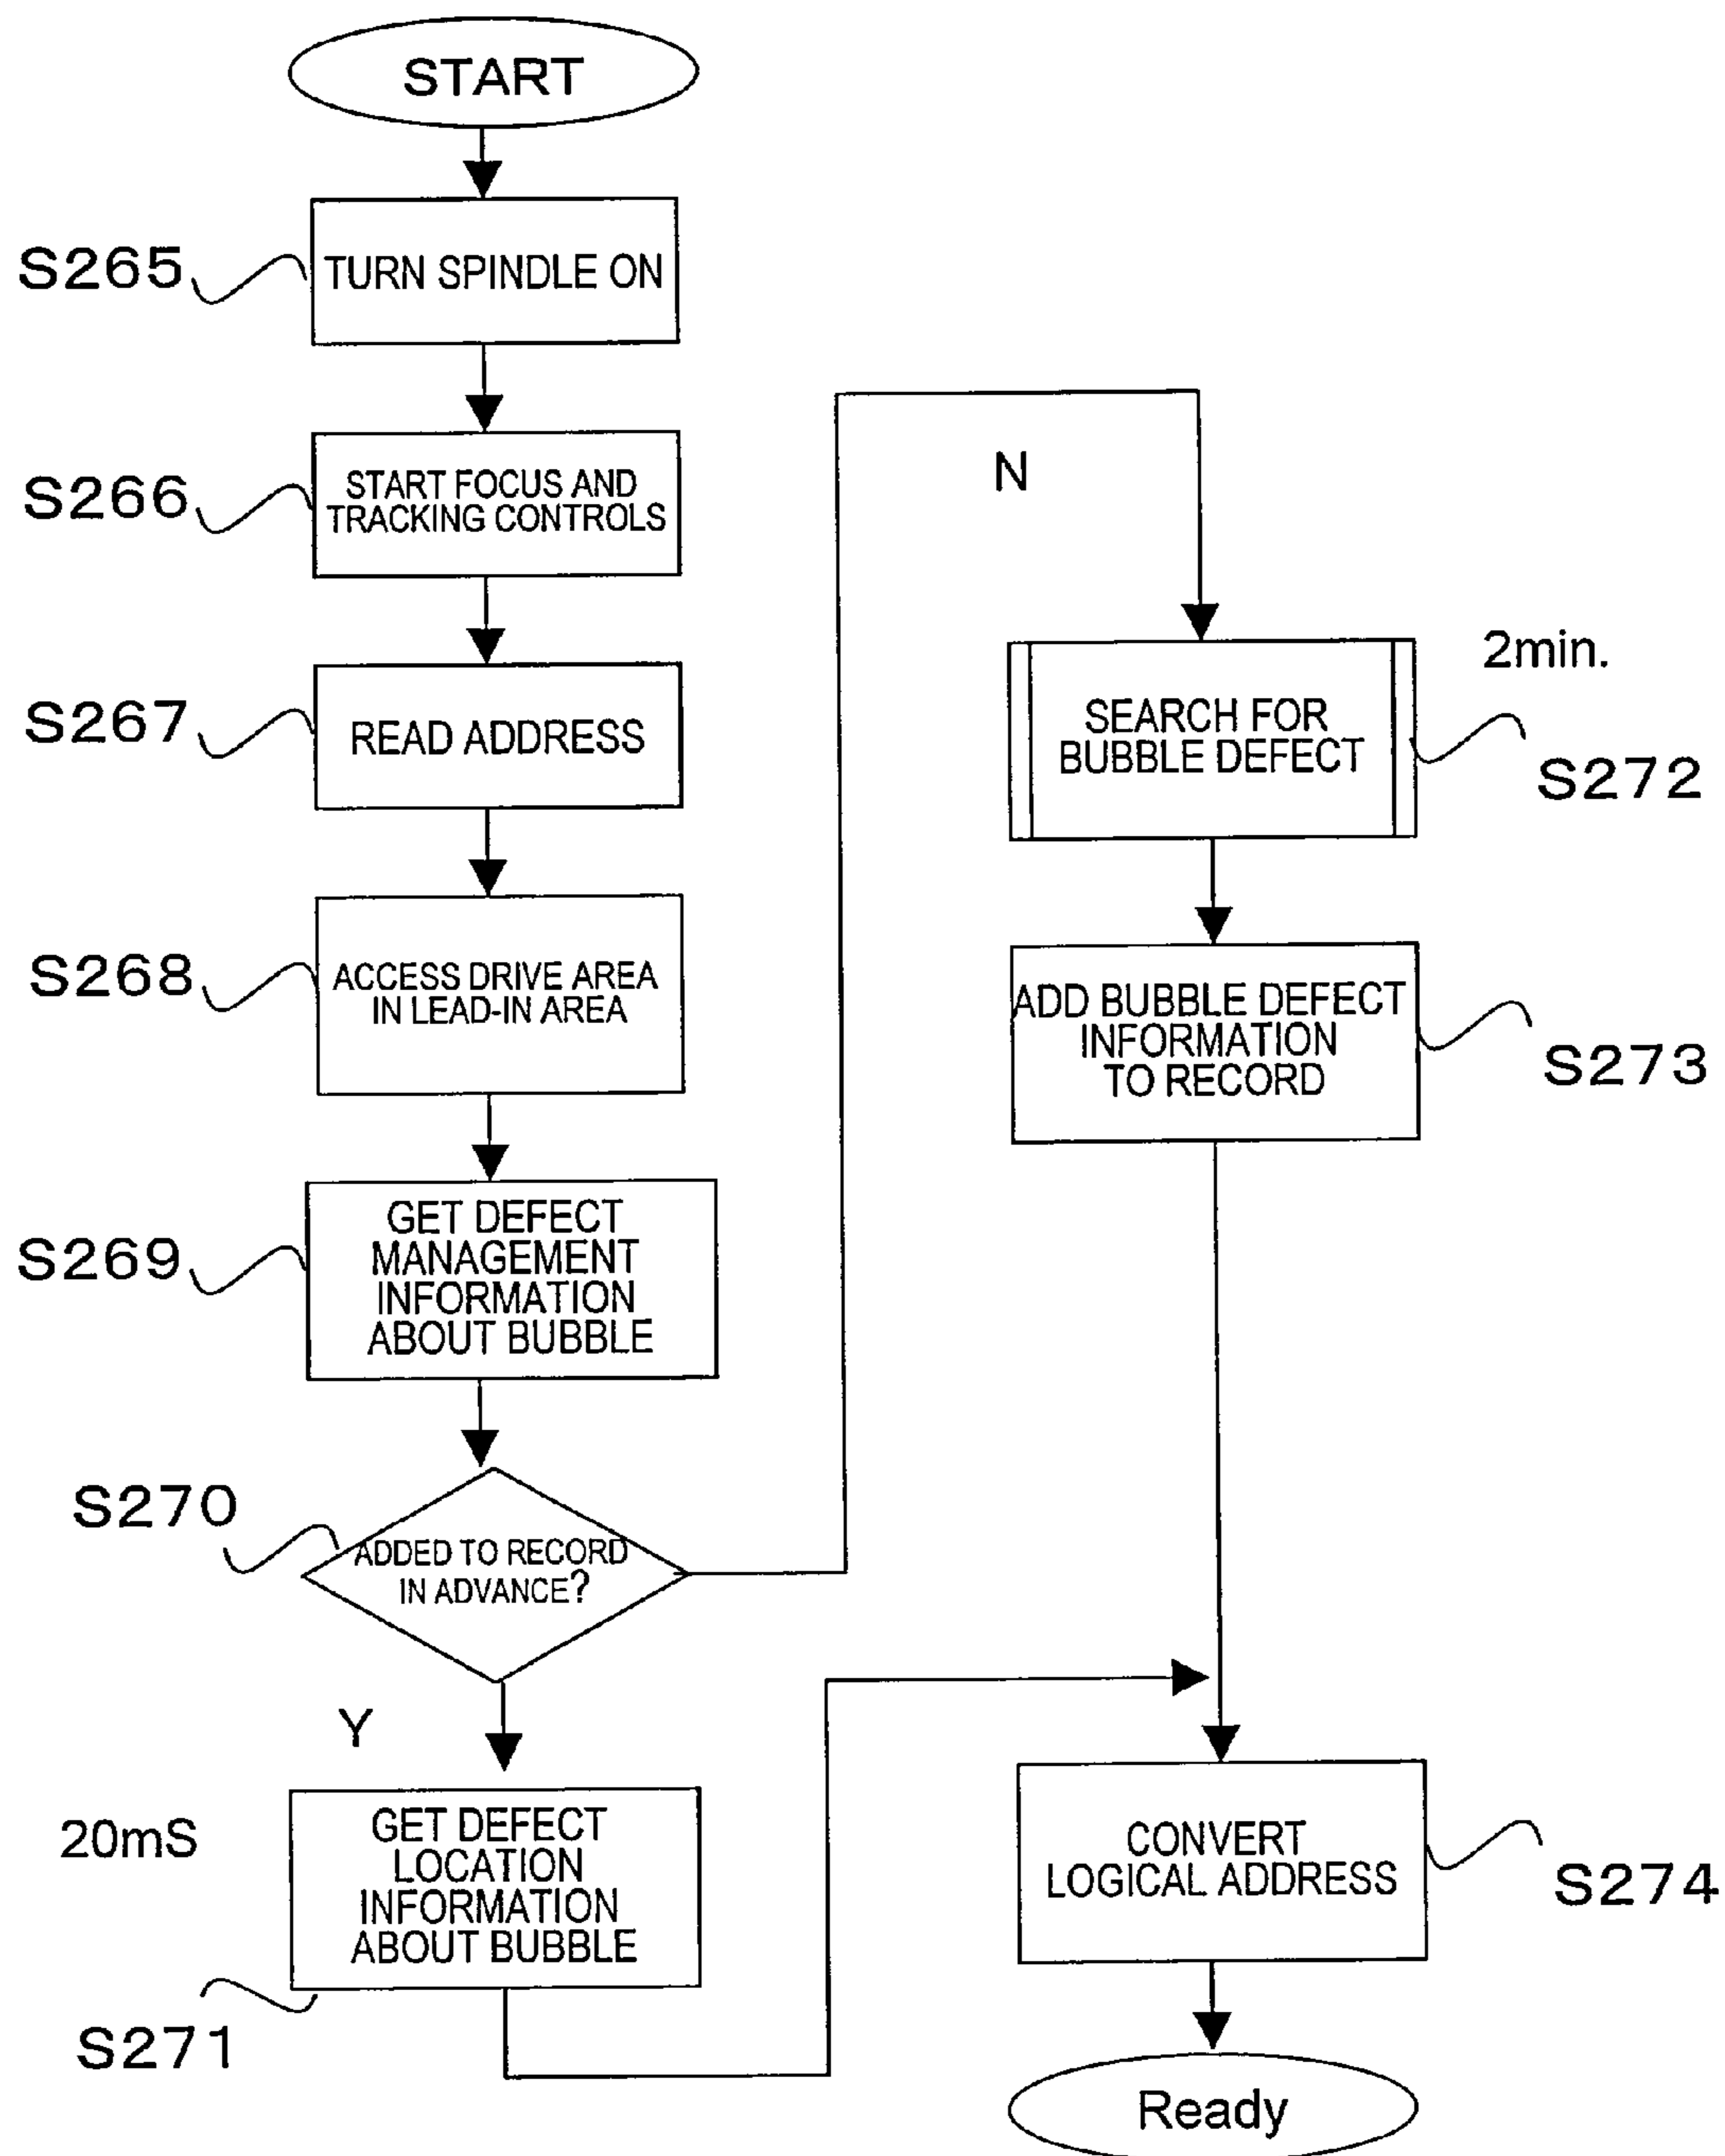 START
S265
TURN SPINDLE ON
S266
START FOCUS AND
TRACKING CONTROLS
S267
READ ADDRESS
S268
ACCESS DRIVE AREA
IN LEAD-IN AREA
S269
GET DEFECT
MANAGEMENT
INFORMATION
ABOUT BUBBLE
S270
ADDED TO RECORD
IN ADVANCE?
Y
20mS
GET DEFECT
LOCATION
INFORMATION
ABOUT BUBBLE
S271
N
2min.
SEARCH FOR
BUBBLE DEFECT
S272
ADD BUBBLE DEFECT
INFORMATION
TO RECORD
S273
CONVERT
LOGICAL ADDRESS
S274
Ready